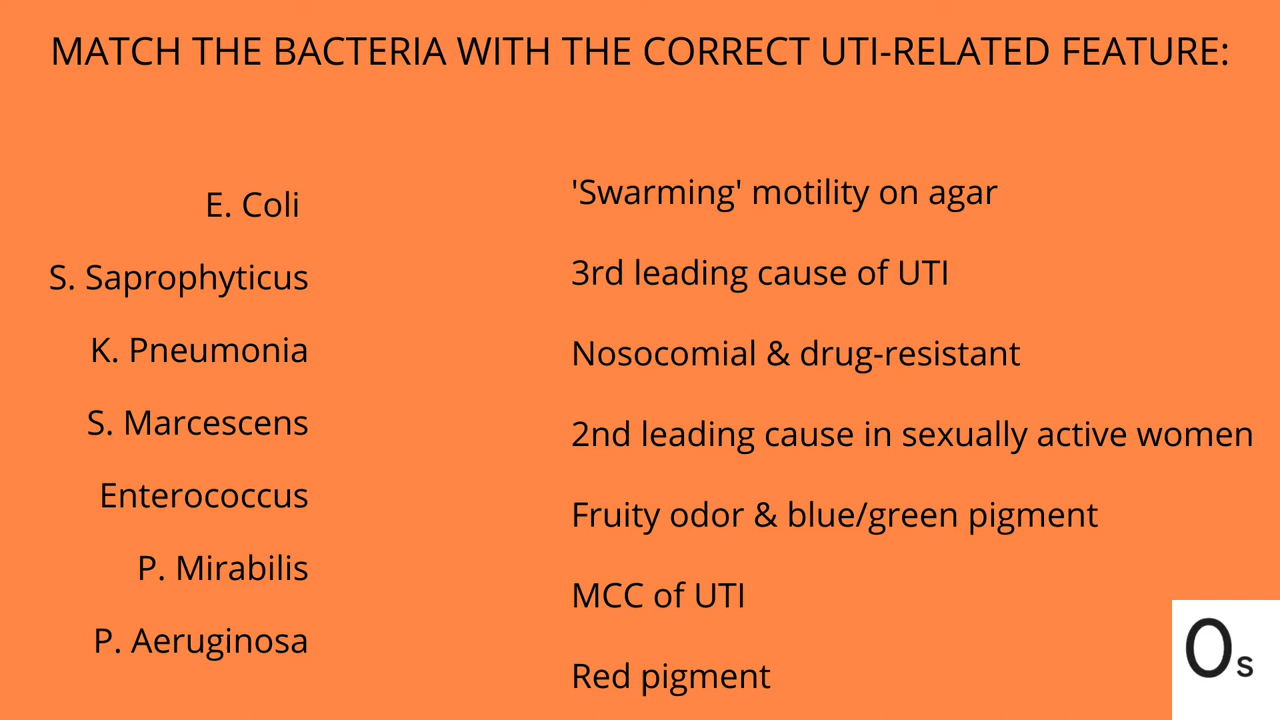 MATCH THE BACTERIA WITH THE CORRECT UTI-RELATED FEATURE:
E. Coli
S. Saprophyticus
K. Pneumonia
S. Marcescens
Enterococcus
P. Mirabilis
P. Aeruginosa
'Swarming' motility on agar
3rd leading cause of UTI
Nosocomial & drug-resistant
2nd leading cause in sexually active women
Fruity odor & blue/green pigment
MCC of UTI
Red pigment
Os